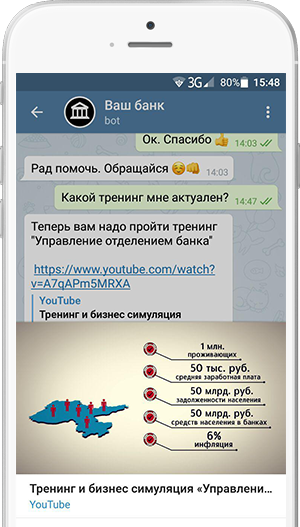 3G 80% 15:48
Ваш банк
bot
Ок. Спасибо 👍 14:03
Рад помочь. Обращайся ☺️👊 14:03
Какой тренинг мне актуален? 14:47
Теперь вам надо пройти тренинг
"Управление отделением банка"
https://www.youtube.com/watch?
v=A7qAPm5MRXA
YouTube
Тренинг и бизнес симуляция
1 млн.
проживающих
50 тыс. руб.
средняя заработная плата
50 млрд. руб.
задолженности населения
50 млрд. руб.
средств населения в банках
6%
инфляция
Тренинг и бизнес симуляция «Управлени...
YouTube